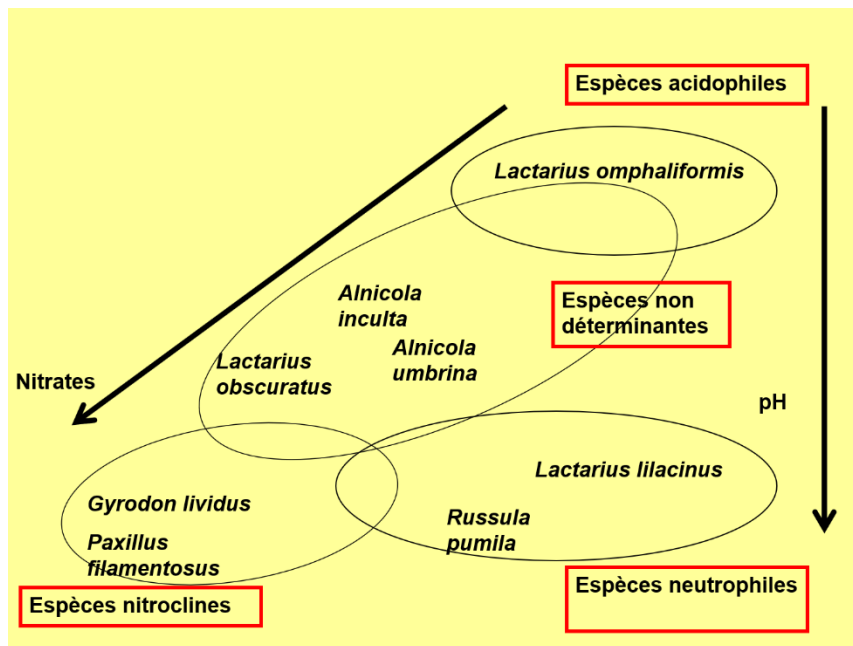 Espèces acidophiles
Lactarius omphaliformis
Alnicola
inculta
Espèces non
déterminantes
Alnicola
umbrina
Lactarius
obscuratus
Nitrates
pH
Lactarius lilacinus
Gyrodon lividus
Russula
pumila
Paxillus
filamentosus
Espèces neutrophiles
Espèces nitroclines